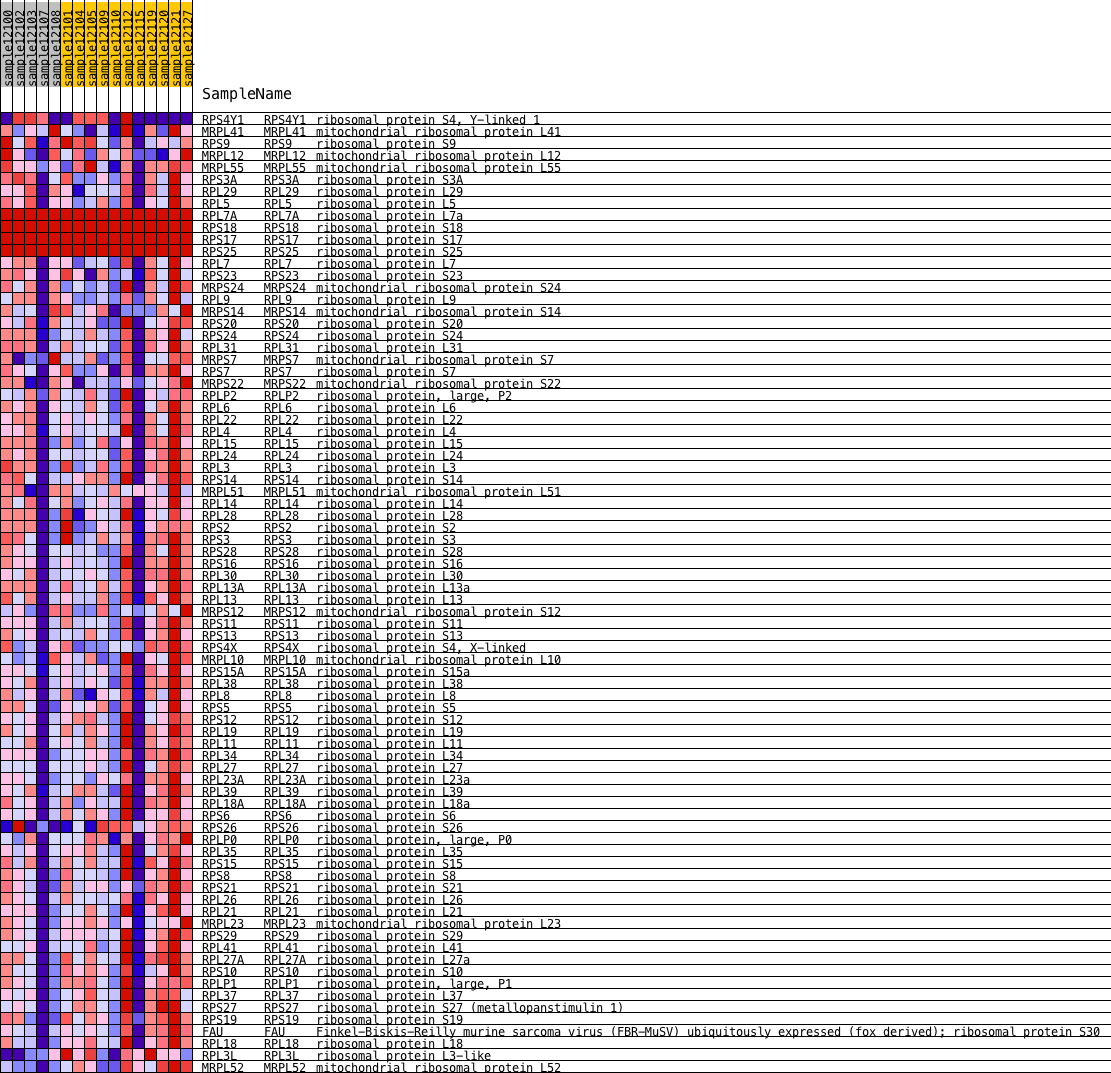 sample12100
sample12102
sample12103
sample12107
sample12108
sample12101
sample12104
sample12105
sample12109
sample12110
sample12112
sample12115
sample12119
sample12120
sample12121
sample12127
SampleName
RPS4Y1 RPS4Y1 ribosomal protein S4, Y-linked 1
MRPL41 MRPL41 mitochondrial ribosomal protein L41
RPS9 RPS9 ribosomal protein S9
MRPL12 MRPL12 mitochondrial ribosomal protein L12
MRPL55 MRPL55 mitochondrial ribosomal protein L55
RPS3A RPS3A ribosomal protein S3A
RPL29 RPL29 ribosomal protein L29
RPL5 RPL5 ribosomal protein L5
RPL7A RPL7A ribosomal protein L7a
RPS18 RPS18 ribosomal protein S18
RPS17 RPS17 ribosomal protein S17
RPS25 RPS25 ribosomal protein S25
RPL7 RPL7 ribosomal protein L7
RPS23 RPS23 ribosomal protein S23
MRPS24 MRPS24 mitochondrial ribosomal protein S24
RPL9 RPL9 ribosomal protein L9
MRPS14 MRPS14 mitochondrial ribosomal protein S14
RPS20 RPS20 ribosomal protein S20
RPS24 RPS24 ribosomal protein S24
RPL31 RPL31 ribosomal protein L31
MRPS7 MRPS7 mitochondrial ribosomal protein S7
RPS7 RPS7 ribosomal protein S7
MRPS22 MRPS22 mitochondrial ribosomal protein S22
RPLP2 RPLP2 ribosomal protein, large, P2
RPL6 RPL6 ribosomal protein L6
RPL22 RPL22 ribosomal protein L22
RPL4 RPL4 ribosomal protein L4
RPL15 RPL15 ribosomal protein L15
RPL24 RPL24 ribosomal protein L24
RPL3 RPL3 ribosomal protein L3
RPS14 RPS14 ribosomal protein S14
MRPL51 MRPL51 mitochondrial ribosomal protein L51
RPL14 RPL14 ribosomal protein L14
RPL28 RPL28 ribosomal protein L28
RPS2 RPS2 ribosomal protein S2
RPS3 RPS3 ribosomal protein S3
RPS28 RPS28 ribosomal protein S28
RPS16 RPS16 ribosomal protein S16
RPL30 RPL30 ribosomal protein L30
RPL13A RPL13A ribosomal protein L13a
RPL13 RPL13 ribosomal protein L13
MRPS12 MRPS12 mitochondrial ribosomal protein S12
RPS11 RPS11 ribosomal protein S11
RPS13 RPS13 ribosomal protein S13
RPS4X RPS4X ribosomal protein S4, X-linked
MRPL10 MRPL10 mitochondrial ribosomal protein L10
RPS15A RPS15A ribosomal protein S15a
RPL38 RPL38 ribosomal protein L38
RPL8 RPL8 ribosomal protein L8
RPS5 RPS5 ribosomal protein S5
RPS12 RPS12 ribosomal protein S12
RPL19 RPL19 ribosomal protein L19
RPL11 RPL11 ribosomal protein L11
RPL34 RPL34 ribosomal protein L34
RPL27 RPL27 ribosomal protein L27
RPL23A RPL23A ribosomal protein L23a
RPL39 RPL39 ribosomal protein L39
RPL18A RPL18A ribosomal protein L18a
RPS6 RPS6 ribosomal protein S6
RPS26 RPS26 ribosomal protein S26
RPLP0 RPLP0 ribosomal protein, large, P0
RPL35 RPL35 ribosomal protein L35
RPS15 RPS15 ribosomal protein S15
RPS8 RPS8 ribosomal protein S8
RPS21 RPS21 ribosomal protein S21
RPL26 RPL26 ribosomal protein L26
RPL21 RPL21 ribosomal protein L21
MRPL23 MRPL23 mitochondrial ribosomal protein L23
RPS29 RPS29 ribosomal protein S29
RPL41 RPL41 ribosomal protein L41
RPL27A RPL27A ribosomal protein L27a
RPS10 RPS10 ribosomal protein S10
RPLP1 RPLP1 ribosomal protein, large, P1
RPL37 RPL37 ribosomal protein L37
RPS27 RPS27 ribosomal protein S27 (metallopanstimulin 1)
RPS19 RPS19 ribosomal protein S19
FAU FAU Finkel-Biskis-Reilly murine sarcoma virus (FBR-MuSV) ubiquitously expressed (fox derived); ribosomal protein S30
RPL18 RPL18 ribosomal protein L18
RPL3L RPL3L ribosomal protein L3-like
MRPL52 MRPL52 mitochondrial ribosomal protein L52